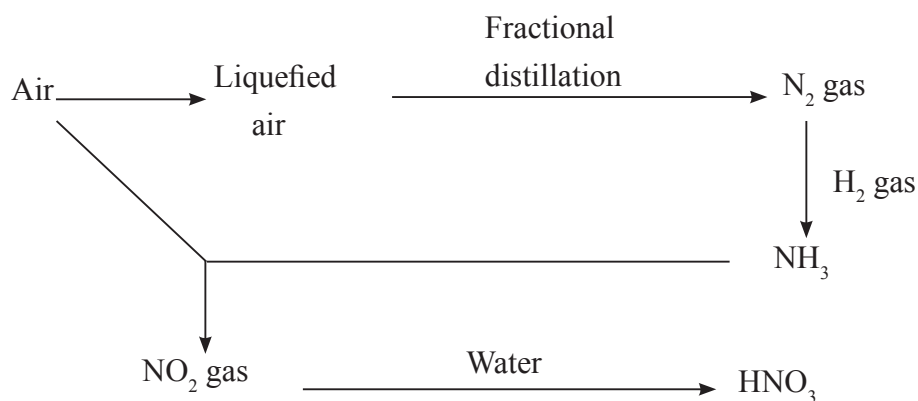 Fractional
distillation
Air
Liquefied
air
N₂ gas
H₂ gas
NH₃
NO₂ gas
Water
HNO₃